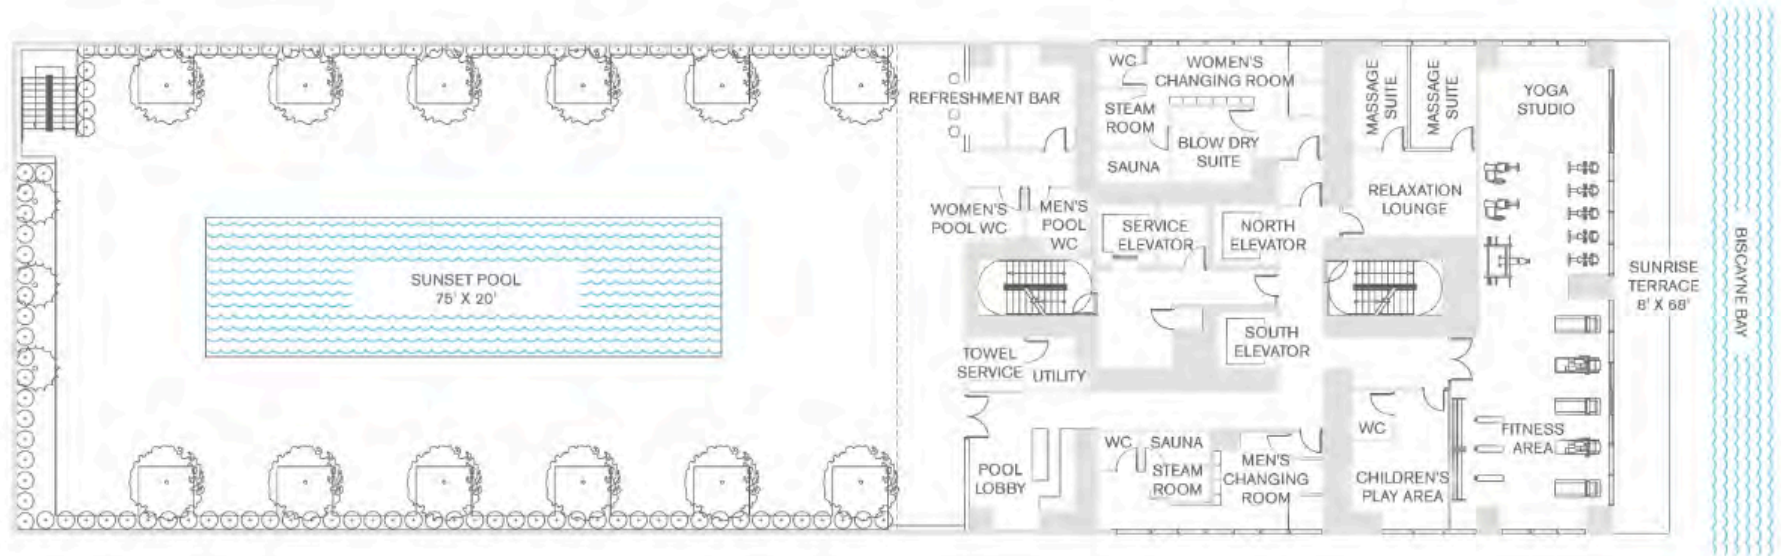 REFRESHMENT BAR
WC
WOMEN'S
CHANGING ROOM
STEAM
ROOM
BLOW DRY
SUITE
SAUNA
MASSAGE
SUITE
MASSAGE
SUITE
YOGA
STUDIO
RELAXATION
LOUNGE
WOMEN'S
POOL WC
MEN'S
POOL
WC
SERVICE
ELEVATOR
NORTH
ELEVATOR
SUNSET POOL
75' X 20'
SUNRISE
TERRACE
8' X 68'
BISCAYNE BAY
SOUTH
ELEVATOR
TOWEL
SERVICE
UTILITY
POOL
LOBBY
WC
SAUNA
STEAM
ROOM
MEN'S
CHANGING
ROOM
WC
CHILDREN'S
PLAY AREA
FITNESS
AREA